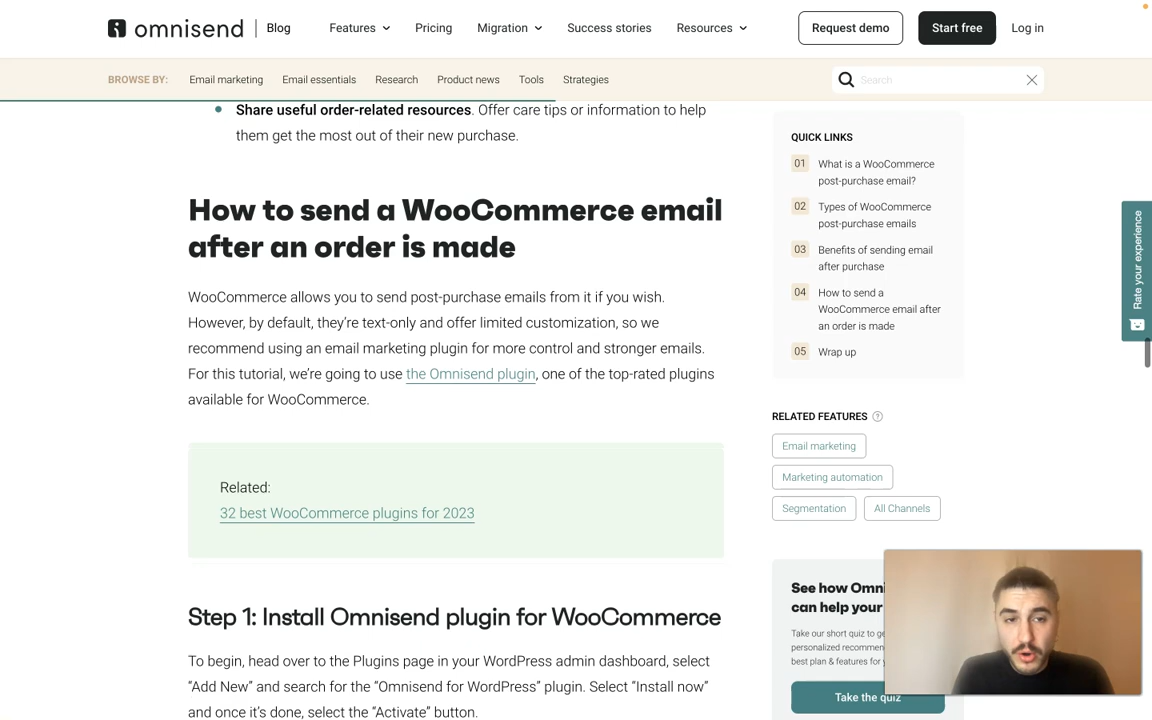 omnisend
Blog
Features
Pricing
Migration
Success stories
Resources
Request demo
Start free
Log in
BROWSE BY:
Email marketing
Email essentials
Research
Product news
Tools
Strategies
Search
Share useful order-related resources. Offer care tips or information to help
them get the most out of their new purchase.
How to send a WooCommerce email
after an order is made
WooCommerce allows you to send post-purchase emails from it if you wish.
However, by default, they’re text-only and offer limited customization, so we
recommend using an email marketing plugin for more control and stronger emails.
For this tutorial, we’re going to use the Omnisend plugin, one of the top-rated plugins
available for WooCommerce.
Related:
32 best WooCommerce plugins for 2023
Step 1: Install Omnisend plugin for WooCommerce
To begin, head over to the Plugins page in your WordPress admin dashboard, select
“Add New” and search for the “Omnisend for WordPress” plugin. Select “Install now”
and once it’s done, select the “Activate” button.
QUICK LINKS
01 What is a WooCommerce
post-purchase email?
02 Types of WooCommerce
post-purchase emails
03 Benefits of sending email
after purchase
04 How to send a
WooCommerce email after
an order is made
05 Wrap up
RELATED FEATURES
Email marketing
Marketing automation
Segmentation
All Channels
See how Omni
can help your
Take our short quiz to ge
personalized recommen
best plan & features for
Take the quiz
Rate your experience